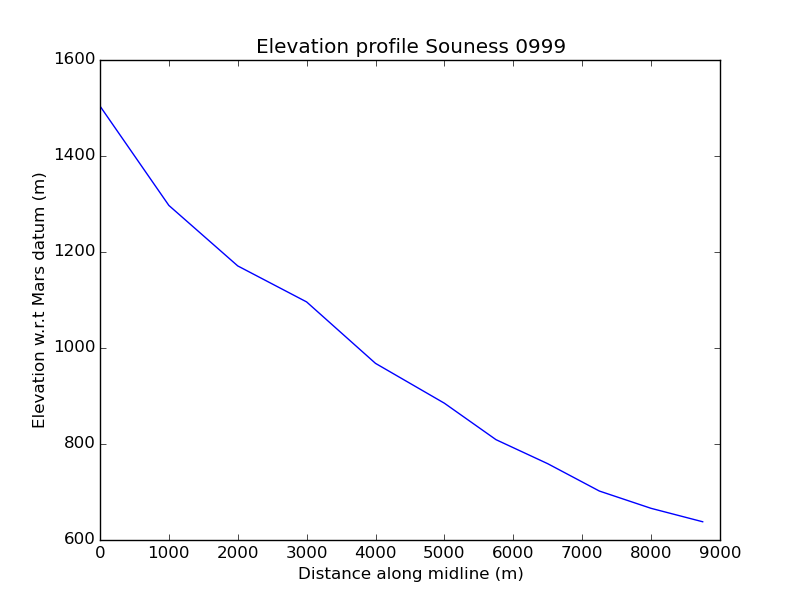 Elevation profile Souness 0999
1600
1400
1200
1000
800
600
Elevation w.r.t Mars datum (m)
0 1000 2000 3000 4000 5000 6000 7000 8000 9000
Distance along midline (m)